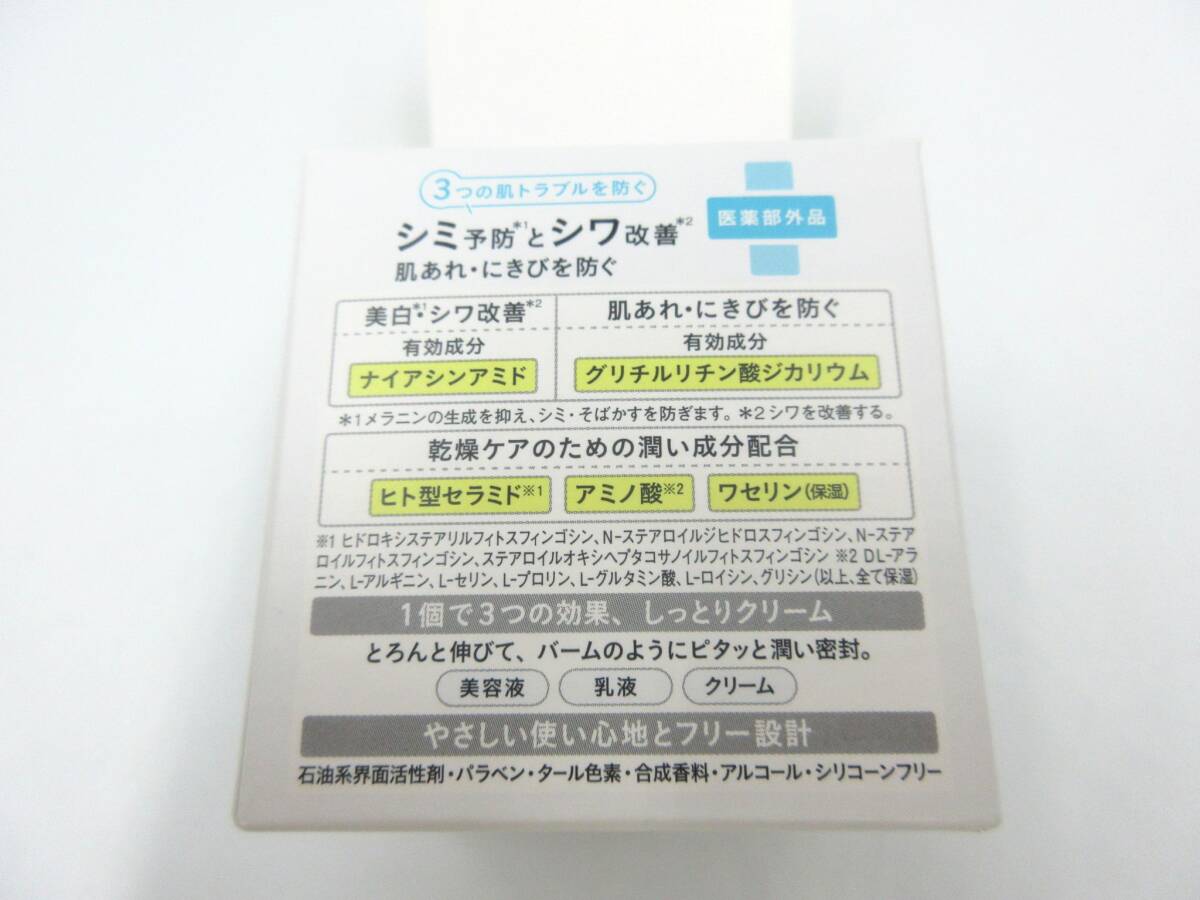 3つの肌トラブルを防ぐ
シミ予防*1とシワ改善*2
肌あれ・にきびを防ぐ
医薬部外品
美白*1・シワ改善*2
有効成分
ナイアシンアミド
肌あれ・にきびを防ぐ
有効成分
グリチルリチン酸ジカリウム
*1メラニンの生成を抑え、シミ・そばかすを防ぎます。*2シワを改善する。
乾燥ケアのための潤い成分配合
ヒト型セラミド※1 アミノ酸※2 ワセリン(保湿)
※1 ヒドロキシステアリルフィトスフィンゴシン、N-ステアロイルジヒドロスフィンゴシン、N-ステア
ロイルフィトスフィンゴシン、ステアロイルオキシヘプタコサノイルフィトスフィンゴシン ※2 DL-アラ
ニン、L-アルギニン、L-セリン、L-プロリン、L-グルタミン酸、L-ロイシン、グリシン(以上、全て保湿)
1個で3つの効果、しっとりクリーム
とろんと伸びて、バームのようにピタッと潤い密封。
美容液 乳液 クリーム
やさしい使い心地とフリー設計
石油系界面活性剤・パラベン・タール色素・合成香料・アルコール・シリコーンフリー